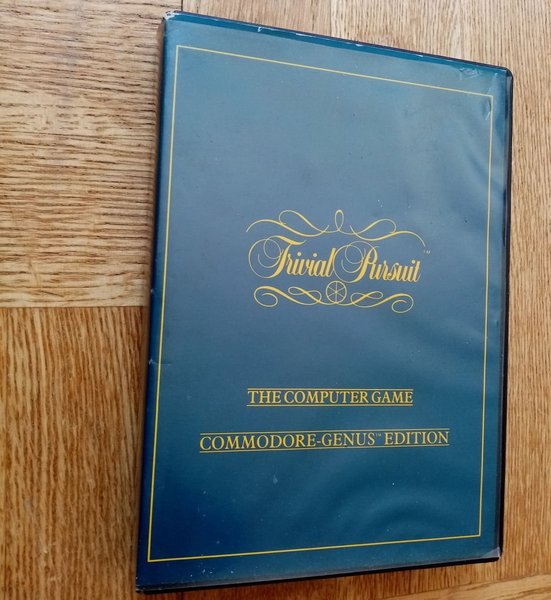 Trivial Pursuit™
THE COMPUTER GAME
COMMODORE-GENUS™ EDITION